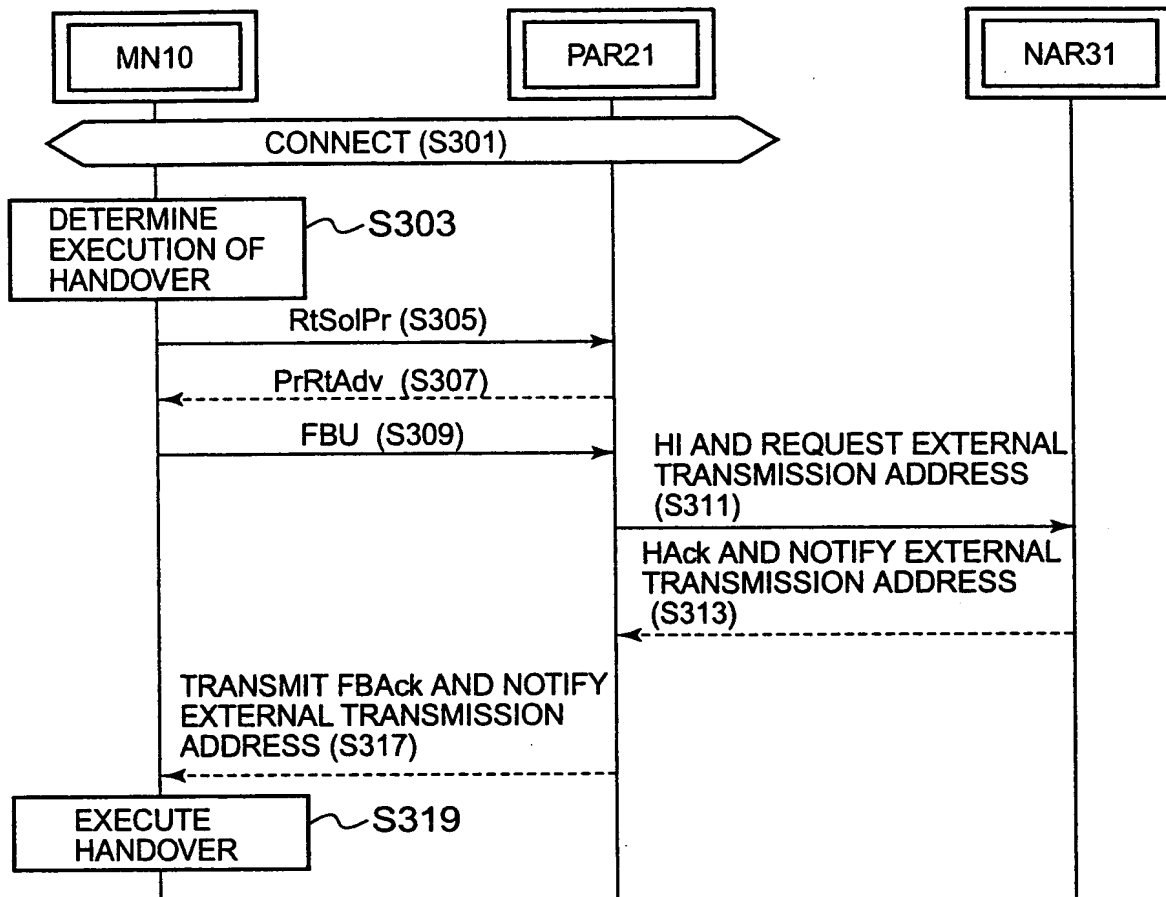 MN10
PAR21
NAR31
CONNECT (S301)
DETERMINE
EXECUTION OF
HANDOVER
S303
RtSolPr (S305)
PrRtAdv (S307)
FBU (S309)
HI AND REQUEST EXTERNAL
TRANSMISSION ADDRESS
(S311)
HAck AND NOTIFY EXTERNAL
TRANSMISSION ADDRESS
(S313)
TRANSMIT FBAck AND NOTIFY
EXTERNAL TRANSMISSION
ADDRESS (S317)
EXECUTE
HANDOVER
S319